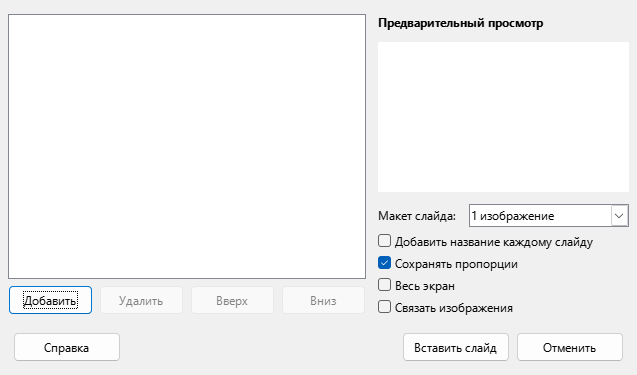 Предварительный просмотр
Макет слайда: 1 изображение
Добавить название каждому слайду
Сохранять пропорции
Весь экран
Связать изображения
Добавить Удалить Вверх Вниз
Справка Вставить слайд Отменить